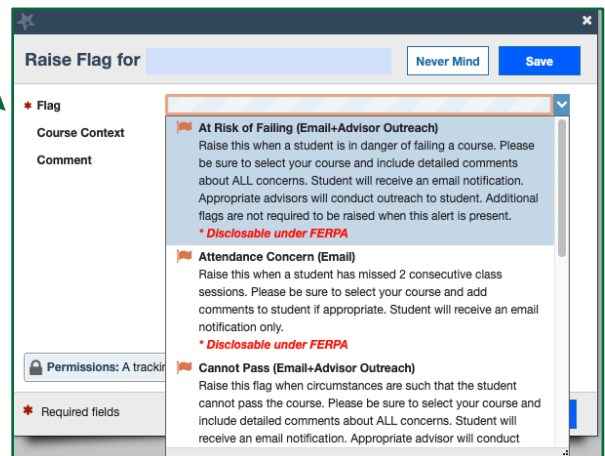 Raise Flag for
Never Mind
Save
* Flag
Course Context
Comment
At Risk of Failing (Email+Advisor Outreach)
Raise this when a student is in danger of failing a course. Please
be sure to select your course and include detailed comments
about ALL concerns. Student will receive an email notification.
Appropriate advisors will conduct outreach to student. Additional
flags are not required to be raised when this alert is present.
* Disclosable under FERPA
Attendance Concern (Email)
Raise this when a student has missed 2 consecutive class
sessions. Please be sure to select your course and add
comments to student if appropriate. Student will receive an email
notification only.
* Disclosable under FERPA
Cannot Pass (Email+Advisor Outreach)
Raise this flag when circumstances are such that the student
cannot pass the course. Please be sure to select your course and
include detailed comments about ALL concerns. Student will
receive an email notification. Appropriate advisor will conduct
Permissions: A trackin
* Required fields